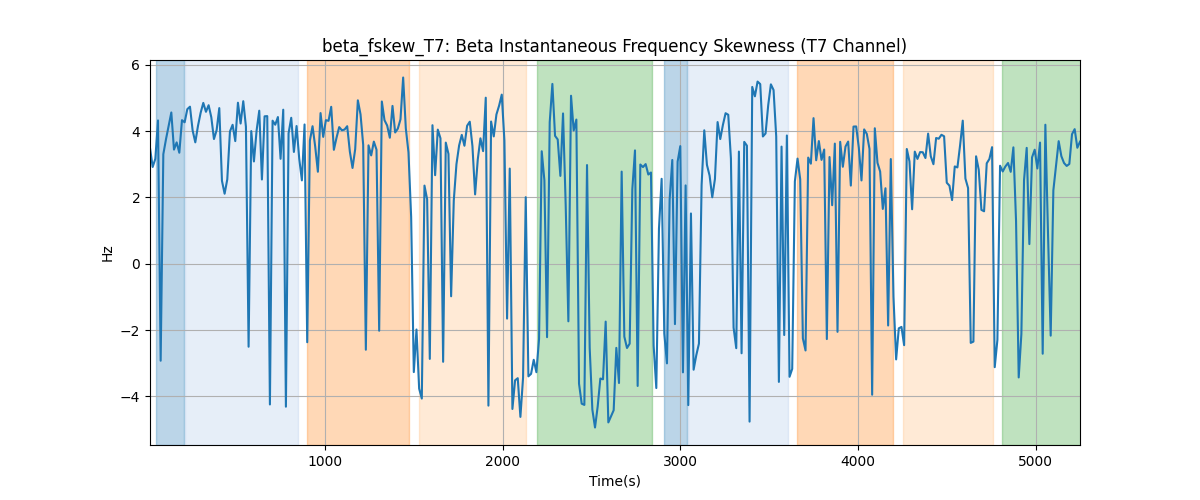 beta_fskew_T7: Beta Instantaneous Frequency Skewness (T7 Channel)
6
4
2
0
−2
−4
Hz
1000 2000 3000 4000 5000
Time(s)